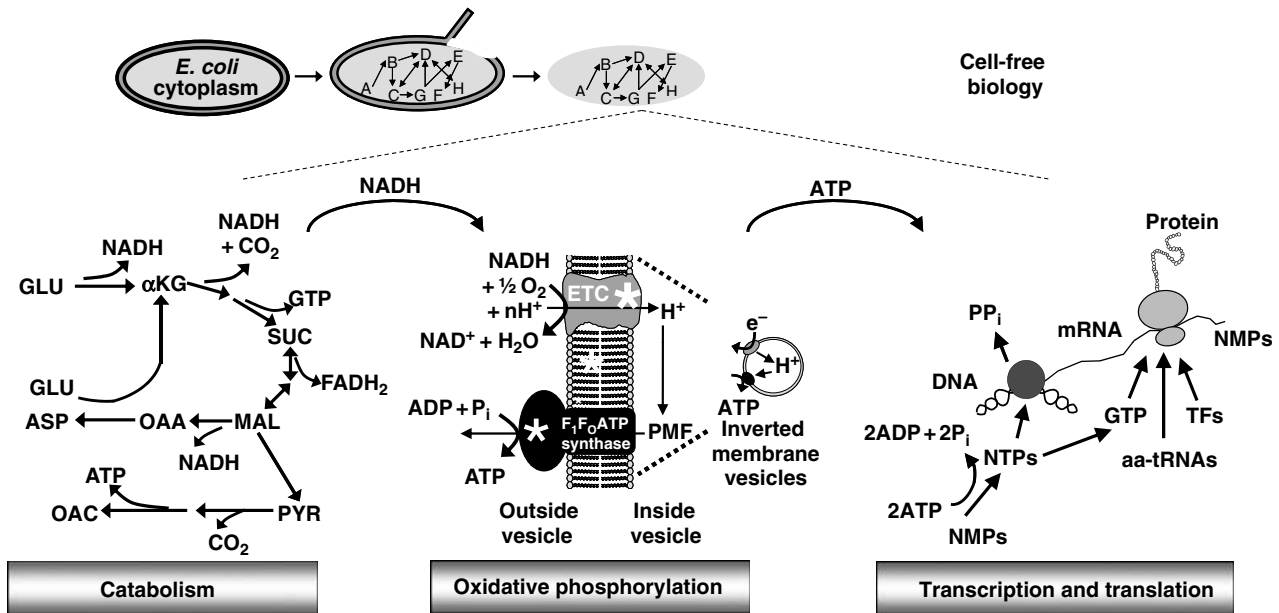 E. coli
cytoplasm
A B C D E F G H
A B C D E F G H
Cell-free
biology
NADH
ATP
NADH
NADH
+ CO₂
GLU
αKG
GTP
SUC
FADH₂
GLU
ASP
OAA
MAL
NADH
ATP
OAC
PYR
CO₂
Catabolism
NADH
+ ½ O₂
+ nH⁺
NAD⁺ + H₂O
ETC
H⁺
ADP + Pᵢ
ATP
F₁F₀ATP
synthase
PMF
Outside
vesicle
Inside
vesicle
e⁻
H⁺
ATP
Inverted
membrane
vesicles
Oxidative phosphorylation
Protein
PPᵢ
mRNA
NMPs
DNA
GTP
TFs
2ADP + 2Pᵢ
NTPs
aa-tRNAs
2ATP
NMPs
Transcription and translation